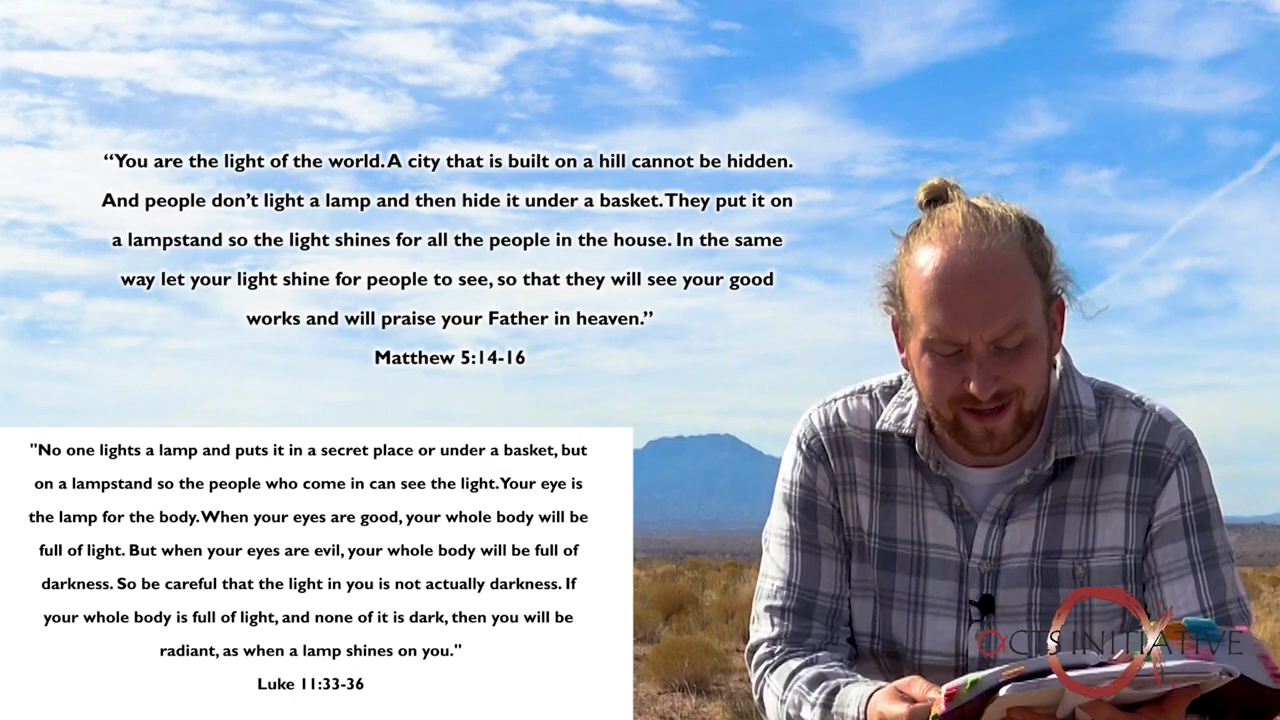 “You are the light of the world. A city that is built on a hill cannot be hidden.
And people don’t light a lamp and then hide it under a basket. They put it on
a lampstand so the light shines for all the people in the house. In the same
way let your light shine for people to see, so that they will see your good
works and will praise your Father in heaven.”
Matthew 5:14-16
"No one lights a lamp and puts it in a secret place or under a basket, but
on a lampstand so the people who come in can see the light. Your eye is
the lamp for the body. When your eyes are good, your whole body will be
full of light. But when your eyes are evil, your whole body will be full of
darkness. So be careful that the light in you is not actually darkness. If
your whole body is full of light, and none of it is dark, then you will be
radiant, as when a lamp shines on you."
Luke 11:33-36
αCTS INITIATIVE